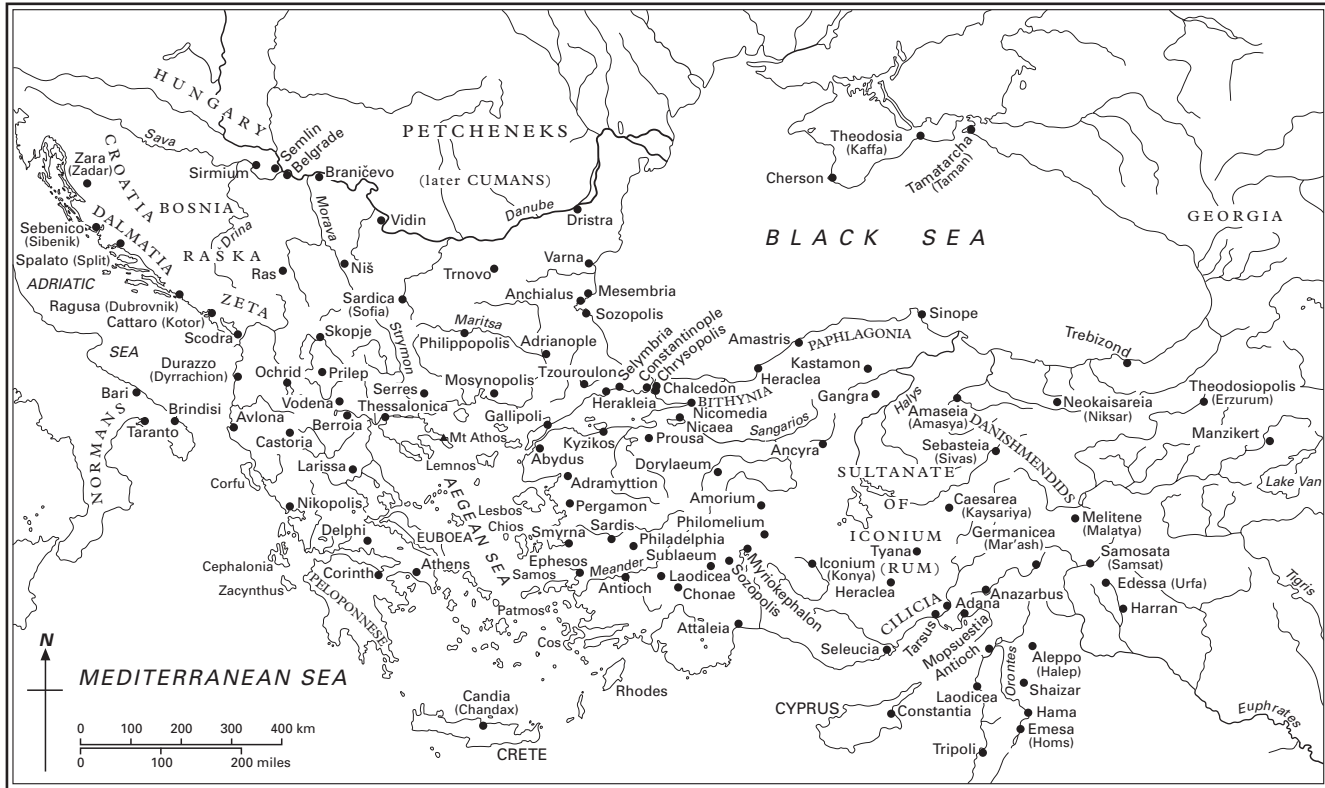 HUNGARY
PETCHENEKS
(later CUMANS)
Sava
Semlin
Belgrade
Sirmium
Braničevo
Zara
(Zadar)
CROATIA
BOSNIA
Drina
Morava
Vidin
Danube
Dristra
Theodosia
(Kaffa)
Tamatarcha
(Taman)
Cherson
GEORGIA
BLACK SEA
Sebenico
(Sibenik)
DALMATIA
Spalato (Split)
RAŠKA
Ras
Niš
Trnovo
Varna
ADRIATIC
SEA
Ragusa (Dubrovnik)
Cattaro (Kotor)
ZETA
Scodra
Sardica
(Sofia)
Anchialus
Mesembria
Sozopolis
Skopje
Strymon
Maritsa
Philippopolis
Adrianople
Selymbria
Constantinople
Chrysopolis
Amastris
PAPHLAGONIA
Sinope
Trebizond
Durazzo
(Dyrrachion)
Ochrid
Prilep
Serres
Mosynopolis
Tzouroulon
Chalcedon
Heraclea
Kastamon
Theodosiopolis
(Erzurum)
Bari
Brindisi
Taranto
NORMANS
Avlona
Vodena
Berroia
Thessalonica
Gallipoli
Herakleia
BITHYNIA
Nicomedia
Nicaea
Gangra
Halys
Amaseia
(Amasya)
Neokaisareia
(Niksar)
Castoria
Mt Athos
Kyzikos
Prousa
Sangarios
Ancyra
Sebasteia
(Sivas)
DANISHMENDIDS
Manzikert
Larissa
Lemnos
Abydus
Dorylaeum
SULTANATE
OF
ICONIUM
(RUM)
Lake Van
Corfu
Adramyttion
Amorium
Caesarea
(Kaysariya)
Nikopolis
AEGEAN SEA
Lesbos
Pergamon
Philomelium
Melitene
(Malatya)
Delphi
EUBOEA
Chios
Smyrna
Sardis
Philadelphia
Germanicea
(Mar'ash)
Sublaeum
Tyana
Samosata
(Samsat)
Cephalonia
Corinth
Athens
Ephesos
Samos
Meander
Antioch
Laodicea
Chonae
Sozopolis
Myriokephalon
Iconium
(Konya)
Heraclea
Edessa (Urfa)
Tigris
Zacynthus
PELOPONNESE
Patmos
CILICIA
Adana
Anazarbus
Harran
Cos
Attaleia
Seleucia
Tarsus
Mopsuestia
Antioch
Orontes
Aleppo
(Halep)
N
MEDITERRANEAN SEA
Rhodes
Laodicea
Shaizar
Candia
(Chandax)
CYPRUS
Constantia
Hama
Euphrates
0 100 200 300 400 km
Emesa
(Homs)
0 200 miles
CRETE
Tripoli